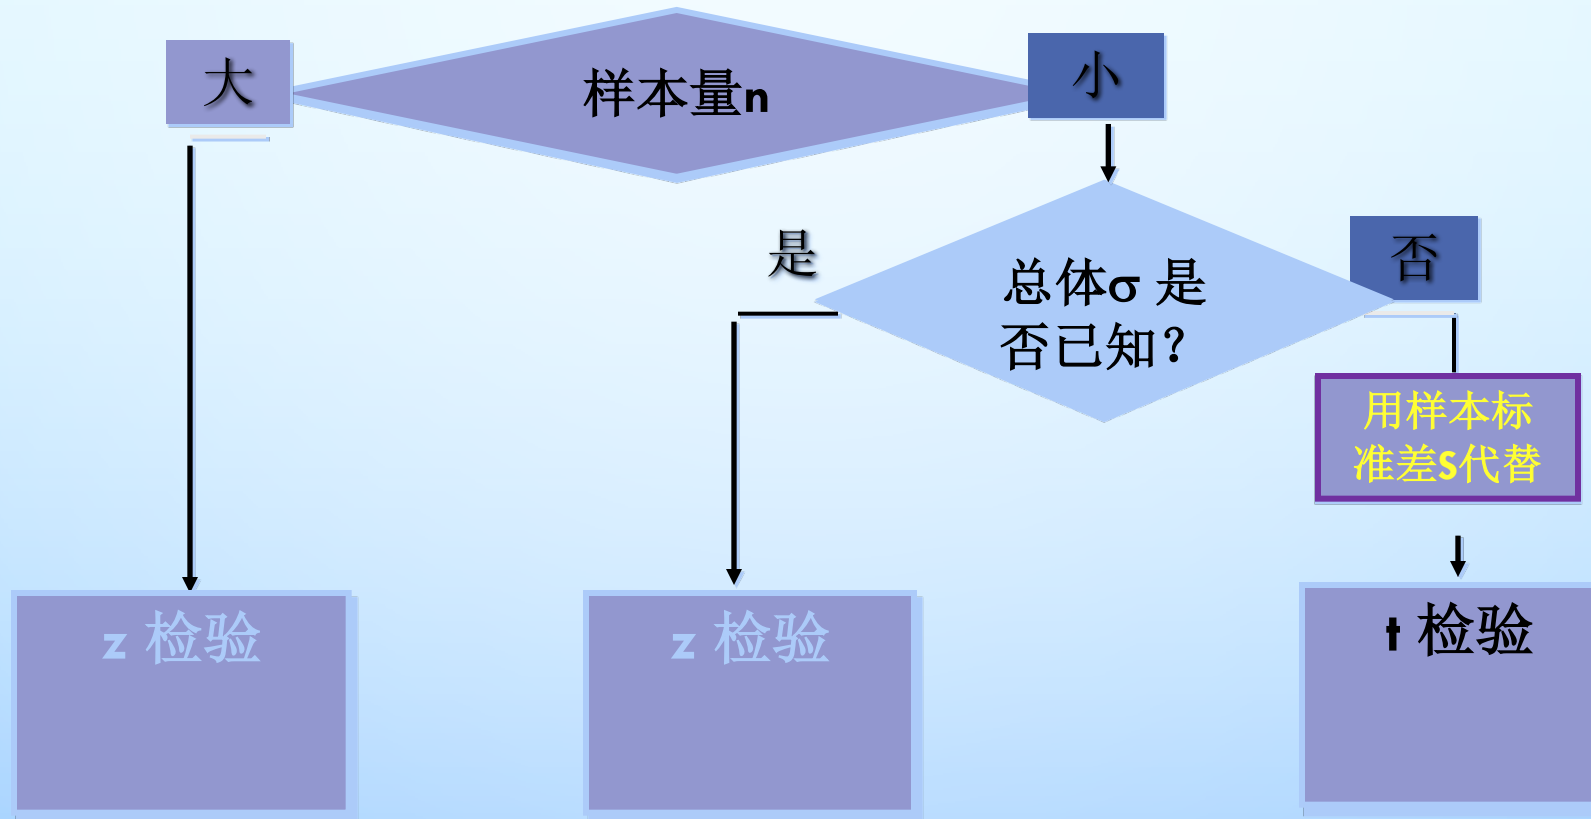 大
样本量n
小
是
总体σ 是
否已知？
否
用样本标
准差S代替
z 检验
z 检验
t 检验